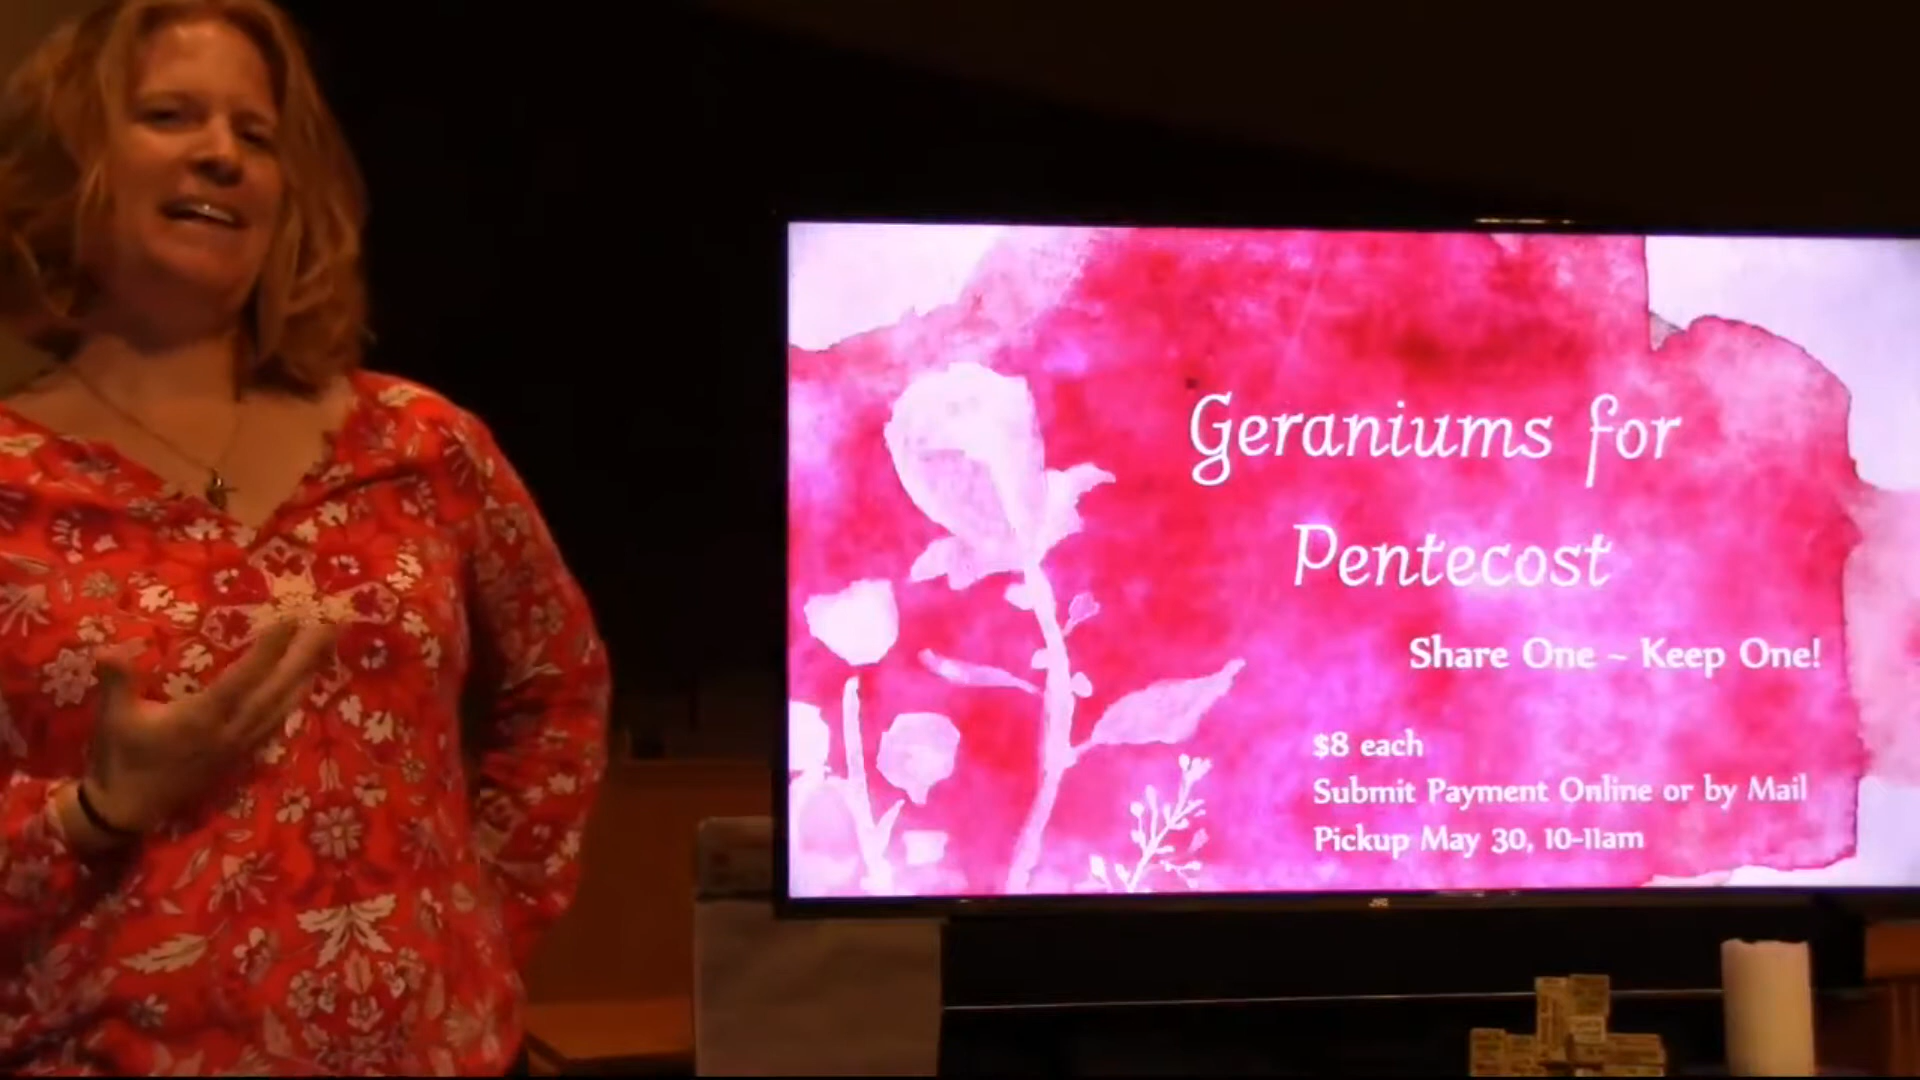 Geraniums for
Pentecost
Share One ~ Keep One!
$8 each
Submit Payment Online or by Mail
Pickup May 30, 10-11am
JVC